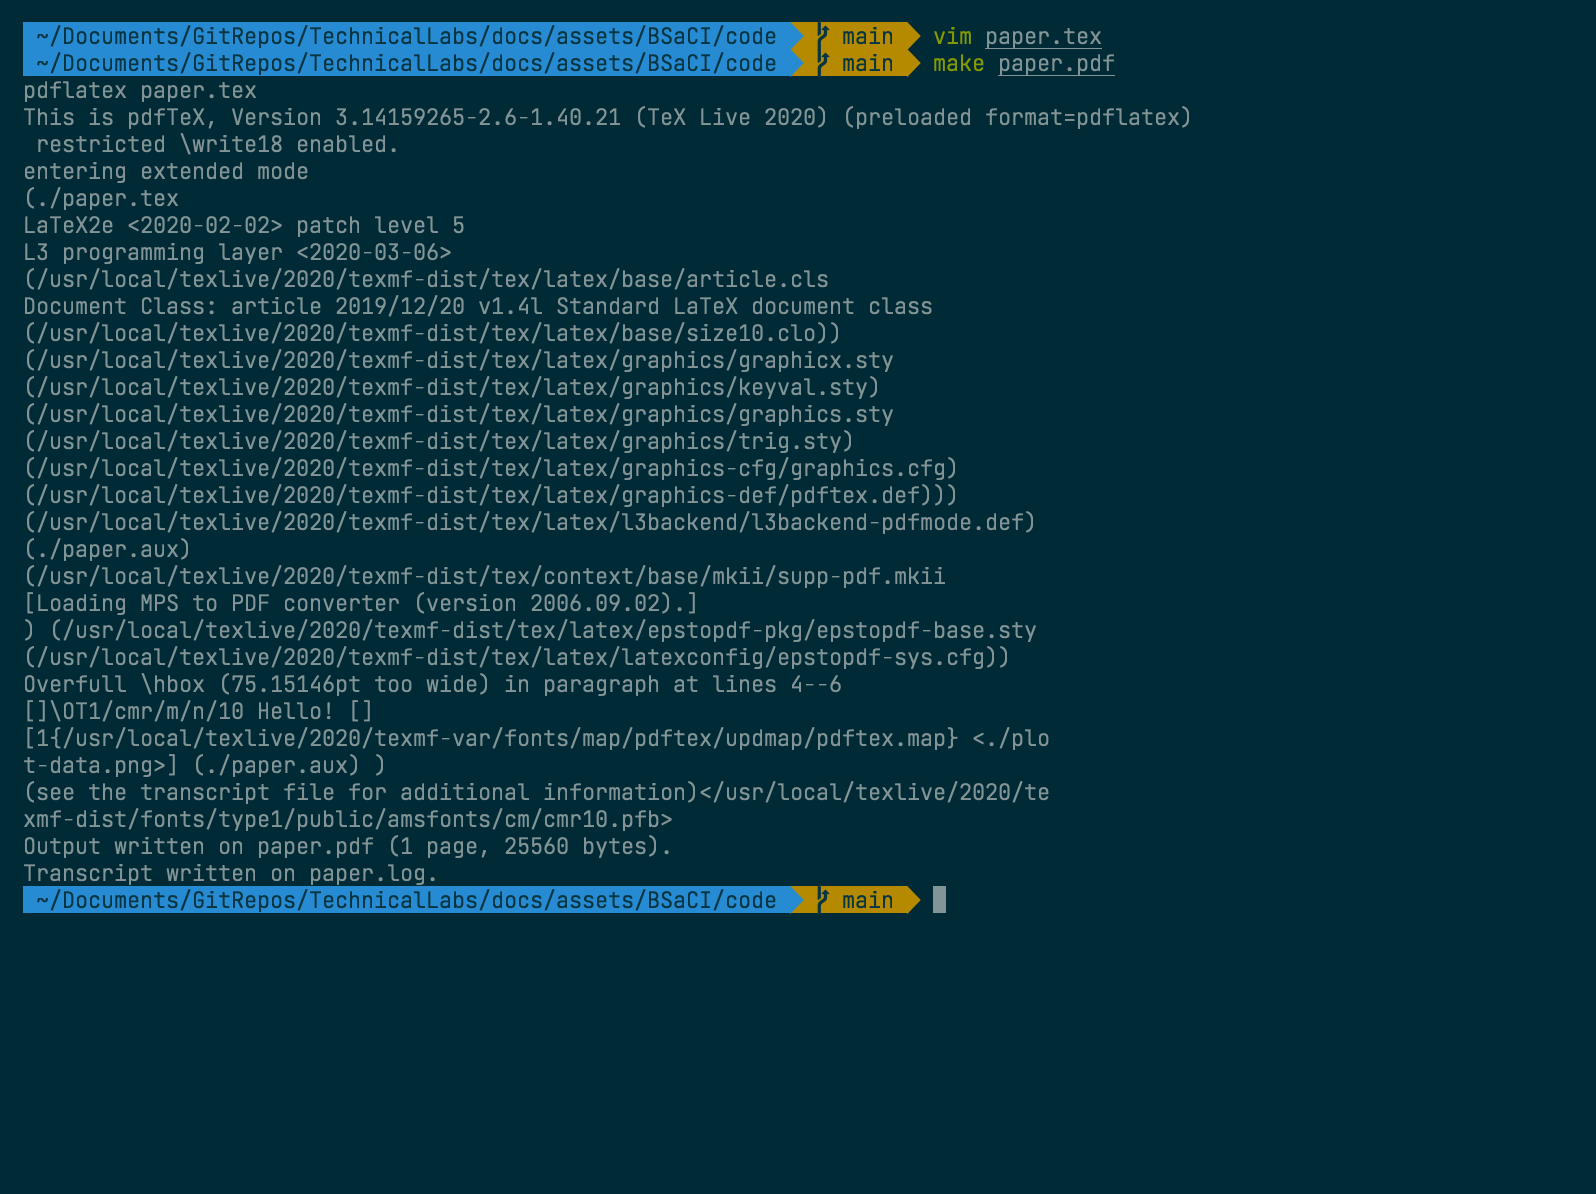 ~/Documents/GitRepos/TechnicalLabs/docs/assets/BSaCI/code main vim paper.tex
~/Documents/GitRepos/TechnicalLabs/docs/assets/BSaCI/code main make paper.pdf
pdflatex paper.tex
This is pdfTeX, Version 3.14159265-2.6-1.40.21 (TeX Live 2020) (preloaded format=pdflatex)
 restricted \write18 enabled.
entering extended mode
(./paper.tex
LaTeX2e <2020-02-02> patch level 5
L3 programming layer <2020-03-06>
(/usr/local/texlive/2020/texmf-dist/tex/latex/base/article.cls
Document Class: article 2019/12/20 v1.4l Standard LaTeX document class
(/usr/local/texlive/2020/texmf-dist/tex/latex/base/size10.clo))
(/usr/local/texlive/2020/texmf-dist/tex/latex/graphics/graphicx.sty
(/usr/local/texlive/2020/texmf-dist/tex/latex/graphics/keyval.sty)
(/usr/local/texlive/2020/texmf-dist/tex/latex/graphics/graphics.sty
(/usr/local/texlive/2020/texmf-dist/tex/latex/graphics/trig.sty)
(/usr/local/texlive/2020/texmf-dist/tex/latex/graphics-cfg/graphics.cfg)
(/usr/local/texlive/2020/texmf-dist/tex/latex/graphics-def/pdftex.def)))
(/usr/local/texlive/2020/texmf-dist/tex/latex/l3backend/l3backend-pdfmode.def)
(./paper.aux)
(/usr/local/texlive/2020/texmf-dist/tex/context/base/mkii/supp-pdf.mkii
[Loading MPS to PDF converter (version 2006.09.02).]
) (/usr/local/texlive/2020/texmf-dist/tex/latex/epstopdf-pkg/epstopdf-base.sty
(/usr/local/texlive/2020/texmf-dist/tex/latex/latexconfig/epstopdf-sys.cfg))
Overfull \hbox (75.15146pt too wide) in paragraph at lines 4--6
[]\OT1/cmr/m/n/10 Hello! []
[1{/usr/local/texlive/2020/texmf-var/fonts/map/pdftex/updmap/pdftex.map} <./plo
t-data.png>] (./paper.aux) )
(see the transcript file for additional information)</usr/local/texlive/2020/te
xmf-dist/fonts/type1/public/amsfonts/cm/cmr10.pfb>
Output written on paper.pdf (1 page, 25560 bytes).
Transcript written on paper.log.
~/Documents/GitRepos/TechnicalLabs/docs/assets/BSaCI/code main